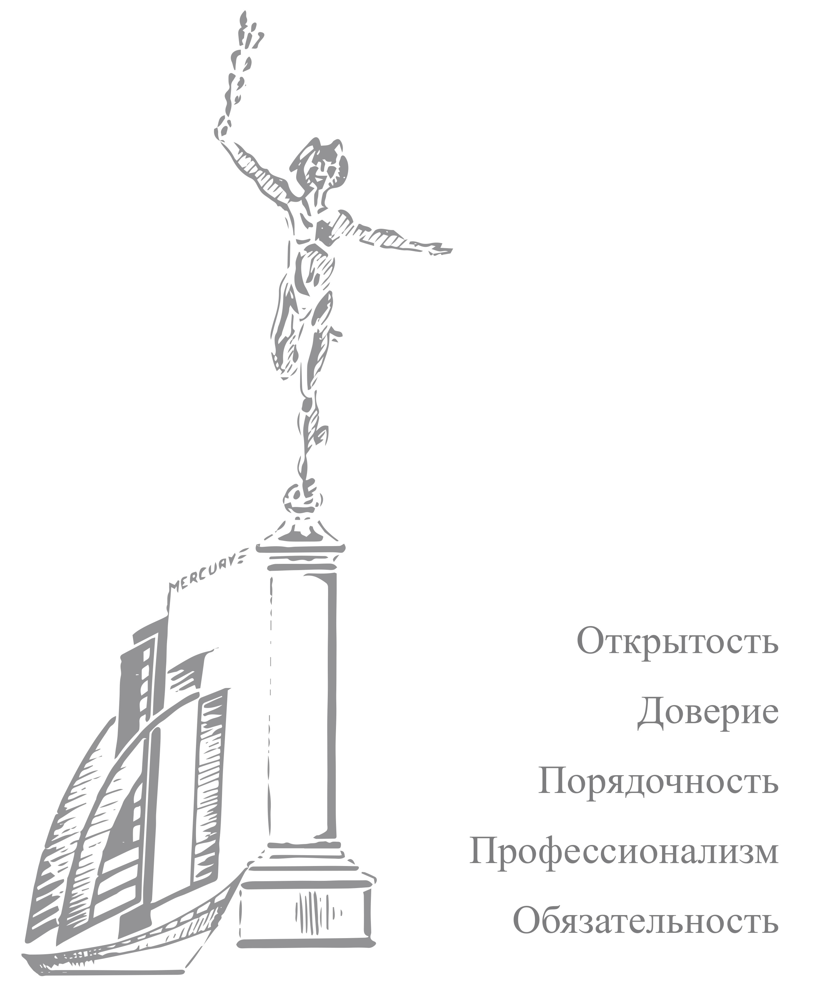 MERCURY
Открытость
Доверие
Порядочность
Профессионализм
Обязательность